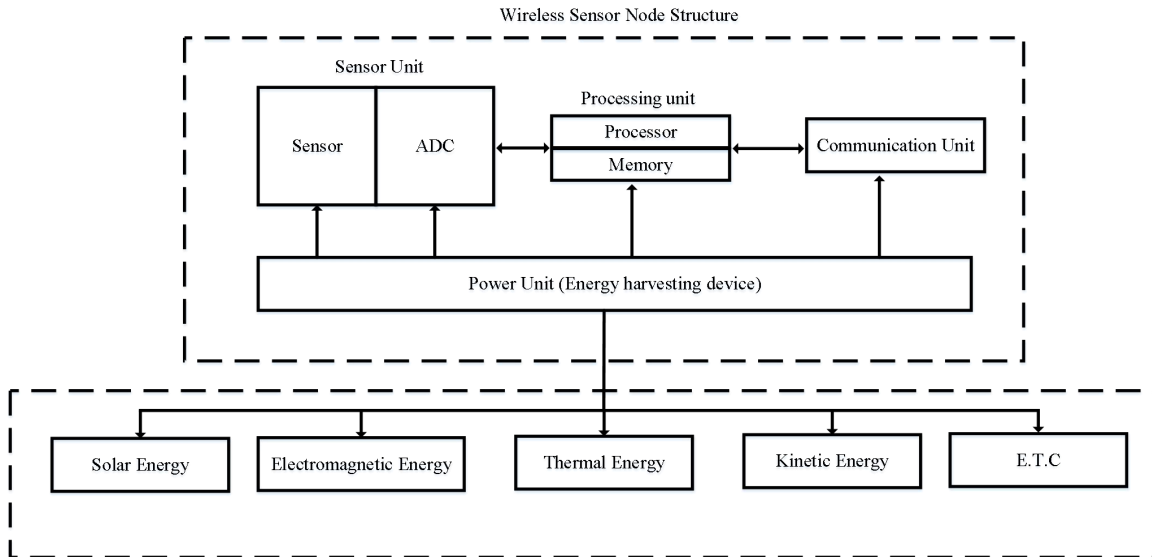 Wireless Sensor Node Structure
Sensor Unit
Sensor
ADC
Processing unit
Processor
Memory
Communication Unit
Power Unit (Energy harvesting device)
Solar Energy
Electromagnetic Energy
Thermal Energy
Kinetic Energy
E.T.C